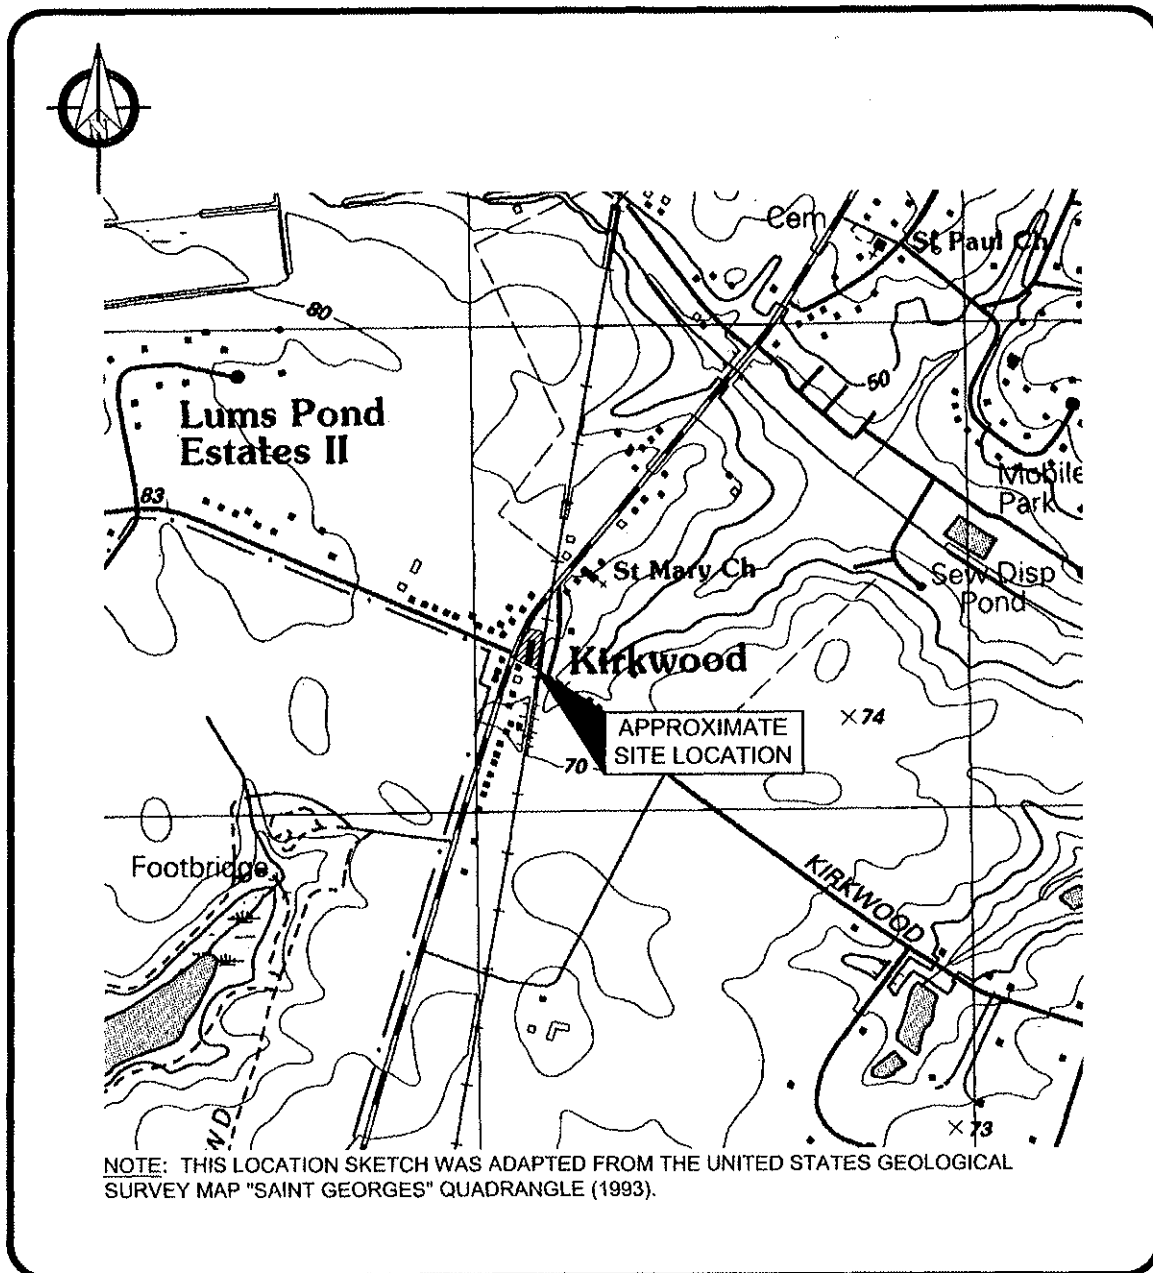 N
Cem
St Paul Ch
80
Lums Pond
Estates II
50
83
Mobile
Park
St Mary Ch
Sew Disp
Pond
Kirkwood
APPROXIMATE
SITE LOCATION
74
70
Footbridge
KIRKWOOD
73
NOTE: THIS LOCATION SKETCH WAS ADAPTED FROM THE UNITED STATES GEOLOGICAL
SURVEY MAP "SAINT GEORGES" QUADRANGLE (1993).